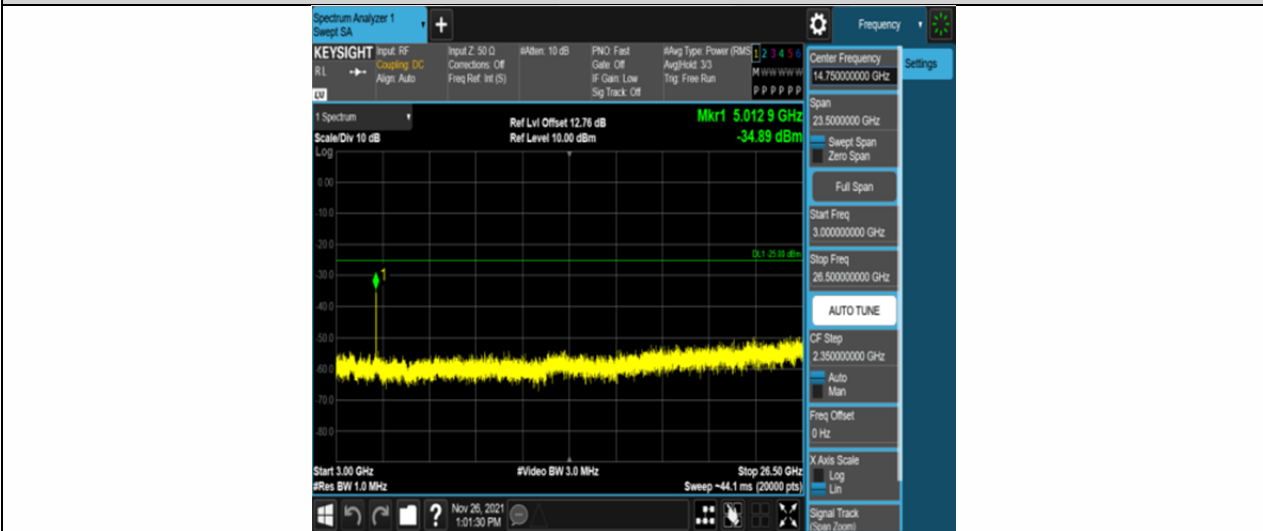 Spectrum Analyzer 1
Swept SA
+
Frequency
KEYSIGHT
RL
LXI
Input: RF
Coupling: DC
Align: Auto
Input Z: 50 Ω
Corrections: Off
Freq Ref: Int (S)
#Atten: 10 dB
PNO: Fast
Gate: Off
IF Gain: Low
Sig Track: Off
#Avg Type: Power (RMS
Avg|Hold: 3/3
Trig: Free Run
1 2 3 4 5 6
M W W W W W
P P P P P P
1 Spectrum
Scale/Div 10 dB
Log
Ref Lvl Offset 12.76 dB
Ref Level 10.00 dBm
Mkr1 5.012 9 GHz
-34.89 dBm
0.00
-10.0
-20.0
-30.0
-40.0
-50.0
-60.0
-70.0
-80.0
DL1 -25.00 dBm
1
Start 3.00 GHz
#Res BW 1.0 MHz
#Video BW 3.0 MHz
Stop 26.50 GHz
Sweep ~44.1 ms (20000 pts)
?
Nov 26, 2021
1:01:30 PM
Center Frequency
14.750000000 GHz
Span
23.5000000 GHz
Swept Span
Zero Span
Full Span
Start Freq
3.000000000 GHz
Stop Freq
26.500000000 GHz
AUTO TUNE
CF Step
2.350000000 GHz
Auto
Man
Freq Offset
0 Hz
X Axis Scale
Log
Lin
Signal Track
(Span Zoom)
Settings